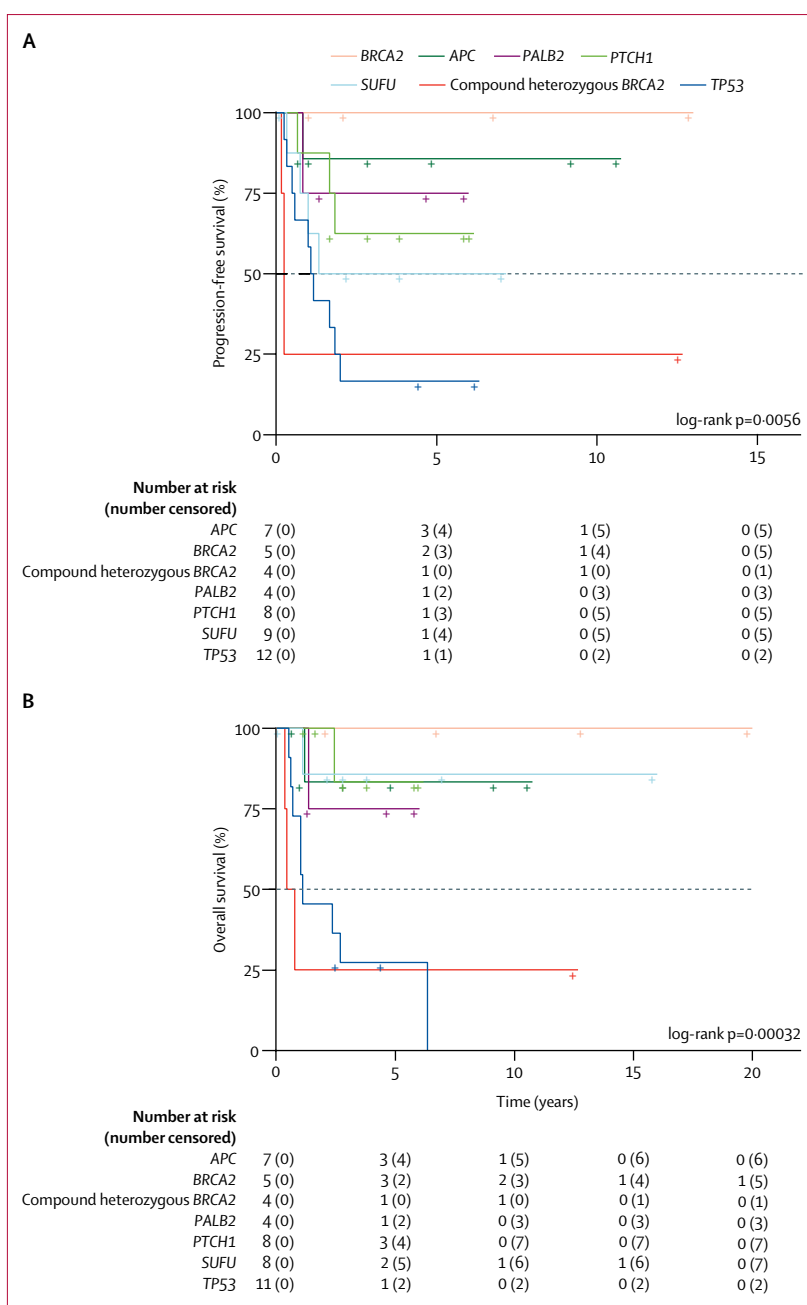 A
BRCA2 APC PALB2 PTCH1
SUFU Compound heterozygous BRCA2 TP53
Progression-free survival (%)
100
75
50
25
0
log-rank p=0·0056
0 5 10 15
Number at risk
(number censored)
APC 7 (0) 3 (4) 1 (5) 0 (5)
BRCA2 5 (0) 2 (3) 1 (4) 0 (5)
Compound heterozygous BRCA2 4 (0) 1 (0) 1 (0) 0 (1)
PALB2 4 (0) 1 (2) 0 (3) 0 (3)
PTCH1 8 (0) 1 (3) 0 (5) 0 (5)
SUFU 9 (0) 1 (4) 0 (5) 0 (5)
TP53 12 (0) 1 (1) 0 (2) 0 (2)
B
Overall survival (%)
100
75
50
25
0
log-rank p=0·00032
0 5 10 15 20
Time (years)
Number at risk
(number censored)
APC 7 (0) 3 (4) 1 (5) 0 (6) 0 (6)
BRCA2 5 (0) 3 (2) 2 (3) 1 (4) 1 (5)
Compound heterozygous BRCA2 4 (0) 1 (0) 1 (0) 0 (1) 0 (1)
PALB2 4 (0) 1 (2) 0 (3) 0 (3) 0 (3)
PTCH1 8 (0) 3 (4) 0 (7) 0 (7) 0 (7)
SUFU 8 (0) 2 (5) 1 (6) 1 (6) 0 (7)
TP53 11 (0) 1 (2) 0 (2) 0 (2) 0 (2)